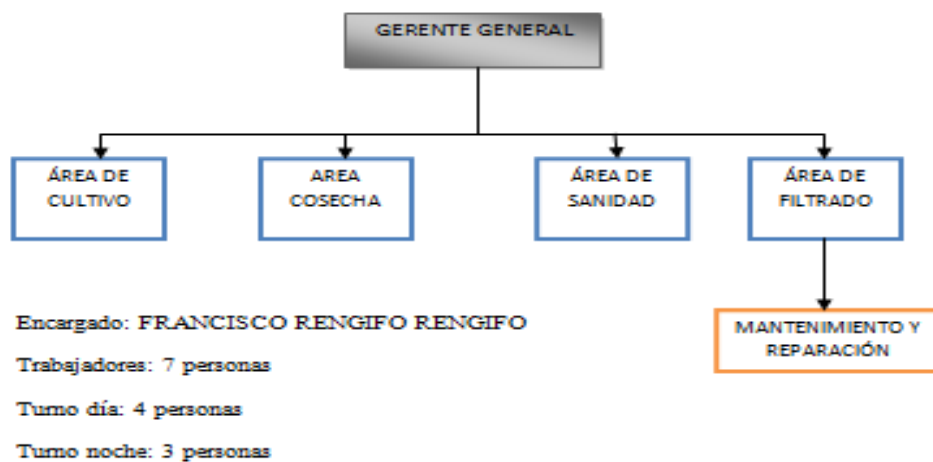 GERENTE GENERAL
ÁREA DE
CULTIVO
AREA
COSECHA
ÁREA DE
SANIDAD
ÁREA DE
FILTRADO
MANTENIMIENTO Y
REPARACIÓN
Encargado: FRANCISCO RENGIFO RENGIFO
Trabajadores: 7 personas
Turno día: 4 personas
Turno noche: 3 personas